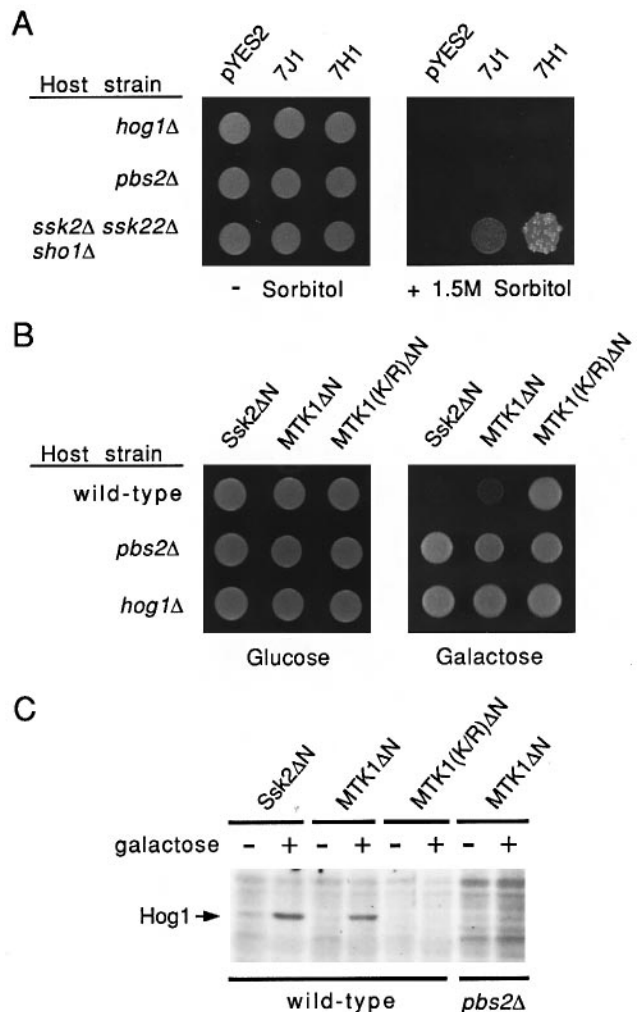 A
pYES2 7J1 7H1 pYES2 7J1 7H1
Host strain
hog1Δ
pbs2Δ
ssk2Δ ssk22Δ
sho1Δ
- Sorbitol + 1.5M Sorbitol
B
Ssk2ΔN MTK1ΔN MTK1(K/R)ΔN Ssk2ΔN MTK1ΔN MTK1(K/R)ΔN
Host strain
wild-type
pbs2Δ
hog1Δ
Glucose Galactose
C
Ssk2ΔN MTK1ΔN MTK1(K/R)ΔN MTK1ΔN
galactose - + - + - + - +
Hog1
wild-type pbs2Δ